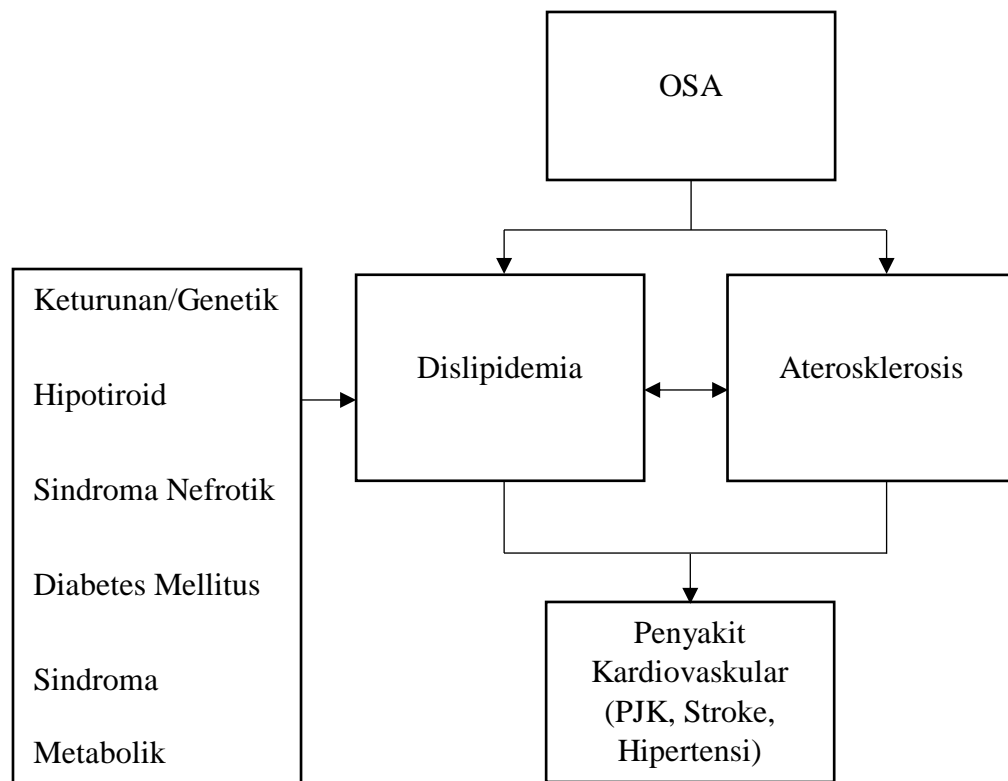 OSA
Keturunan/Genetik
Hipotiroid
Sindroma Nefrotik
Diabetes Mellitus
Sindroma
Metabolik
Dislipidemia
Aterosklerosis
Penyakit
Kardiovaskular
(PJK, Stroke,
Hipertensi)